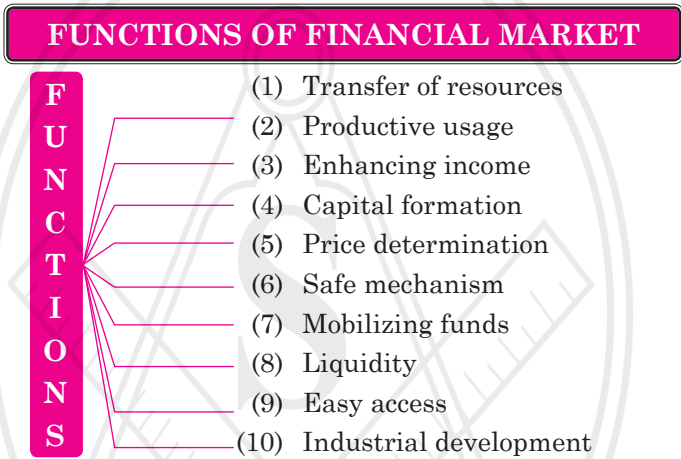 FUNCTIONS OF FINANCIAL MARKET
F
U
N
C
T
I
O
N
S
(1) Transfer of resources
(2) Productive usage
(3) Enhancing income
(4) Capital formation
(5) Price determination
(6) Safe mechanism
(7) Mobilizing funds
(8) Liquidity
(9) Easy access
(10) Industrial development
S